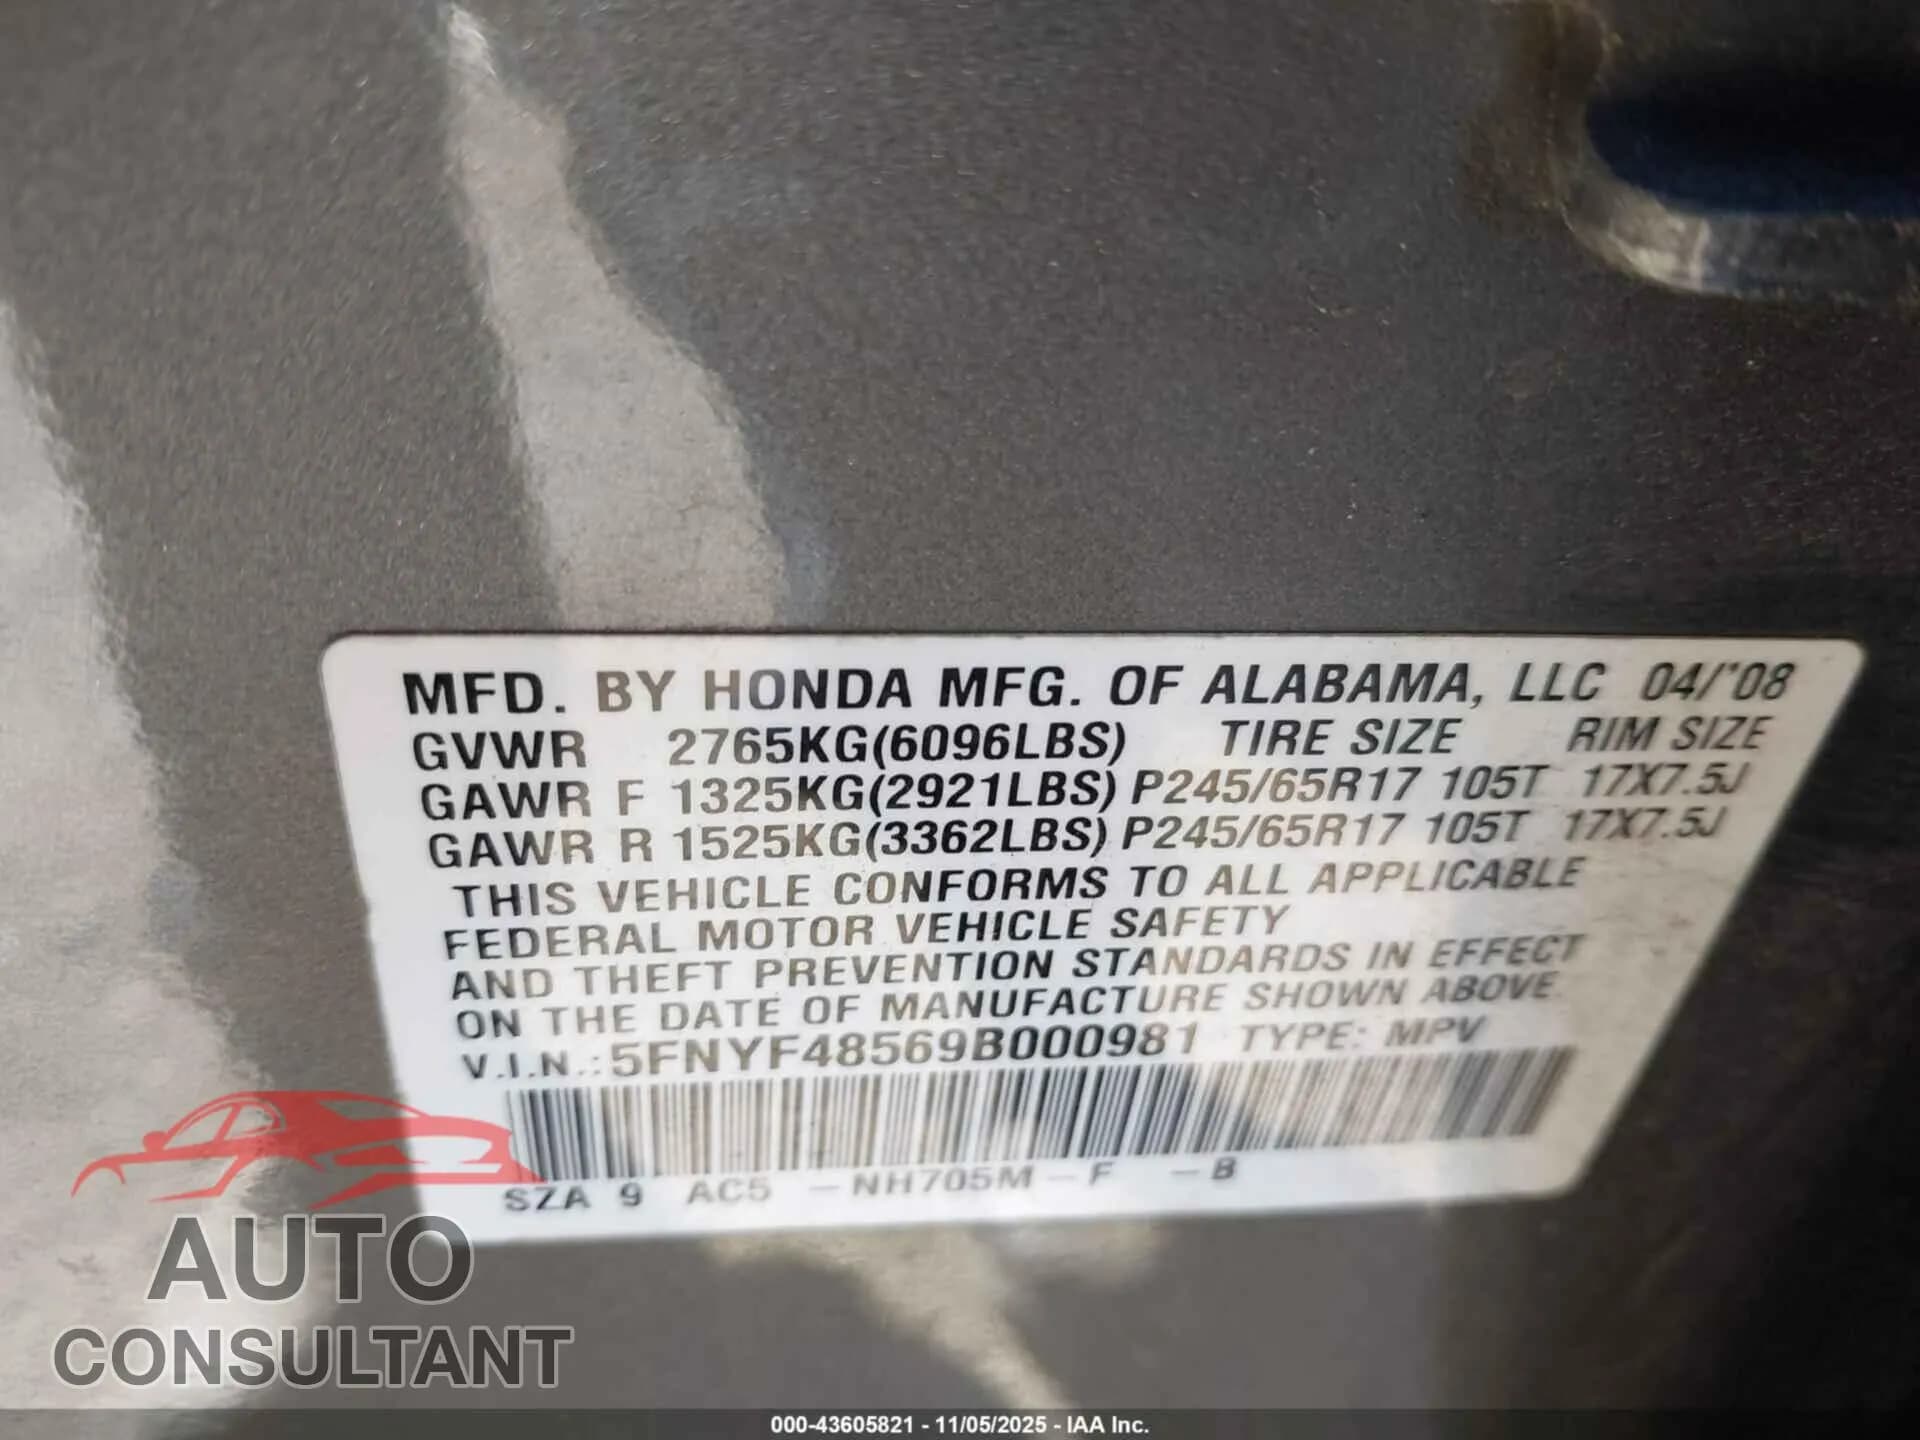 MFD. BY HONDA MFG. OF ALABAMA, LLC 04/'08
GVWR 2765KG(6096LBS) TIRE SIZE RIM SIZE
GAWR F 1325KG(2921LBS) P245/65R17 105T 17X7.5J
GAWR R 1525KG(3362LBS) P245/65R17 105T 17X7.5J
THIS VEHICLE CONFORMS TO ALL APPLICABLE
FEDERAL MOTOR VEHICLE SAFETY
AND THEFT PREVENTION STANDARDS IN EFFECT
ON THE DATE OF MANUFACTURE SHOWN ABOVE.
V.I.N.: 5FNYF48569B000981 TYPE: MPV
SZA 9 AC5 -NH705M-F -B
AUTO
CONSULTANT
000-43605821 - 11/05/2025 - IAA Inc.